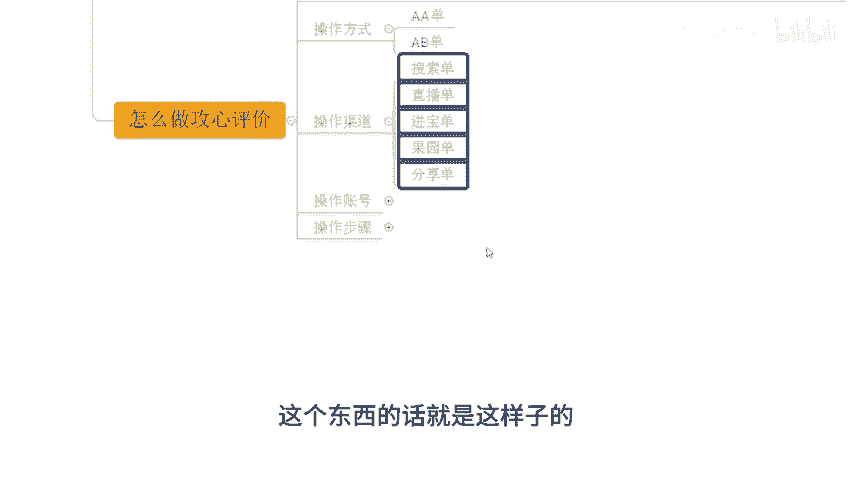 AA单
操作方式
AB单
搜索单
直播单
怎么做攻心评价
操作渠道
进宝单
果园单
分享单
操作账号
操作步骤
这个东西的话就是这样子的
bilibili